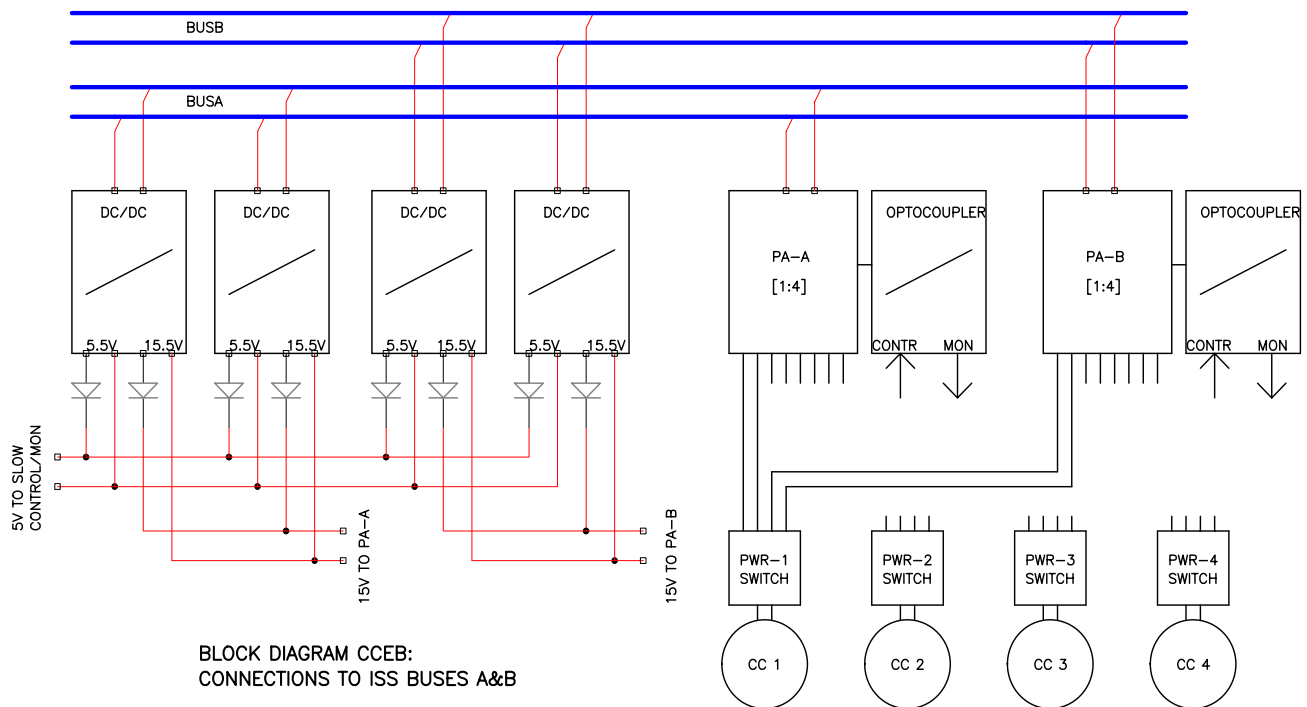 BUSB
BUSA
DC/DC
DC/DC
DC/DC
DC/DC
OPTOCOUPLER
OPTOCOUPLER
PA-A
[1:4]
PA-B
[1:4]
5.5V
15.5V
5.5V
15.5V
5.5V
15.5V
5.5V
15.5V
CONTR
MON
CONTR
MON
5V TO SLOW
CONTROL/MON
15V TO PA-A
15V TO PA-B
PWR-1
SWITCH
PWR-2
SWITCH
PWR-3
SWITCH
PWR-4
SWITCH
CC 1
CC 2
CC 3
CC 4
BLOCK DIAGRAM CCEB:
CONNECTIONS TO ISS BUSES A&B